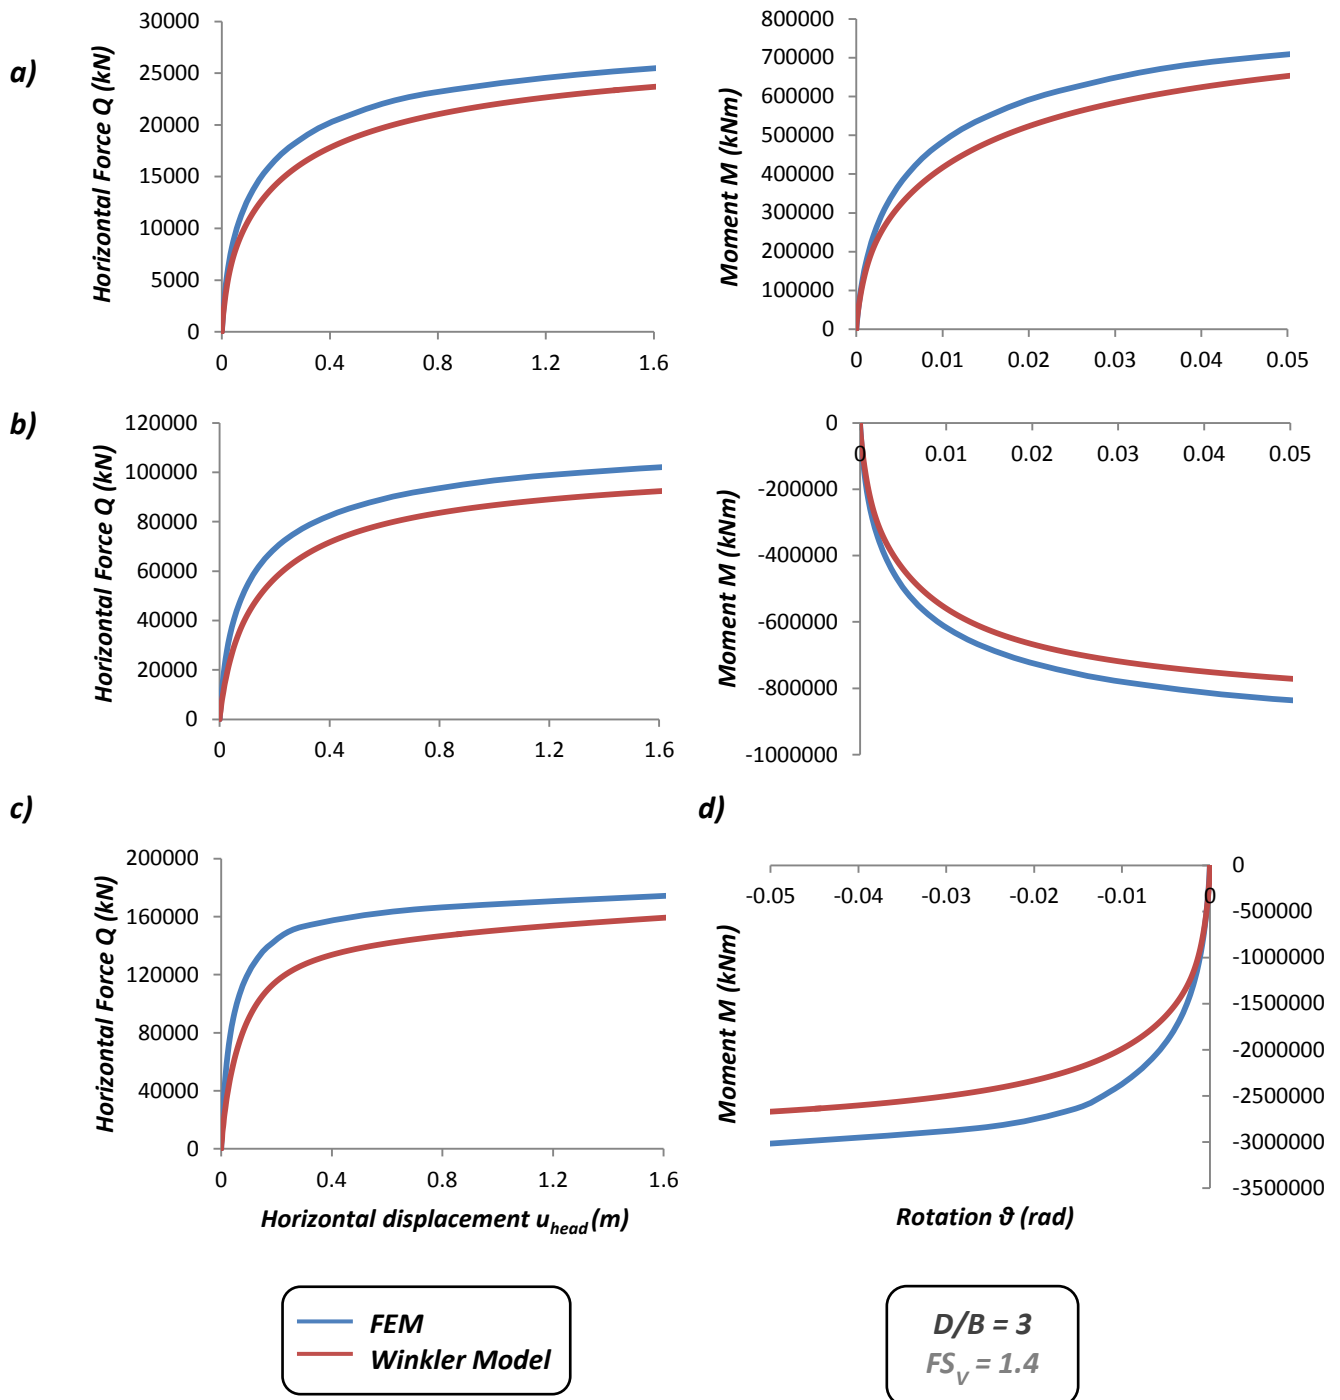 a)
Horizontal Force Q (kN)
30000
25000
20000
15000
10000
5000
0
0 0.4 0.8 1.2 1.6
Moment M (kNm)
800000
700000
600000
500000
400000
300000
200000
100000
0
0 0.01 0.02 0.03 0.04 0.05
b)
Horizontal Force Q (kN)
120000
100000
80000
60000
40000
20000
0
0 0.4 0.8 1.2 1.6
Moment M (kNm)
0
-200000
-400000
-600000
-800000
-1000000
0 0.01 0.02 0.03 0.04 0.05
c)
Horizontal Force Q (kN)
200000
160000
120000
80000
40000
0
0 0.4 0.8 1.2 1.6
Horizontal displacement u_head (m)
d)
Moment M (kNm)
-0.05 -0.04 -0.03 -0.02 -0.01 0
0
-500000
-1000000
-1500000
-2000000
-2500000
-3000000
-3500000
Rotation ϑ (rad)
FEM
Winkler Model
D/B = 3
FS_V = 1.4